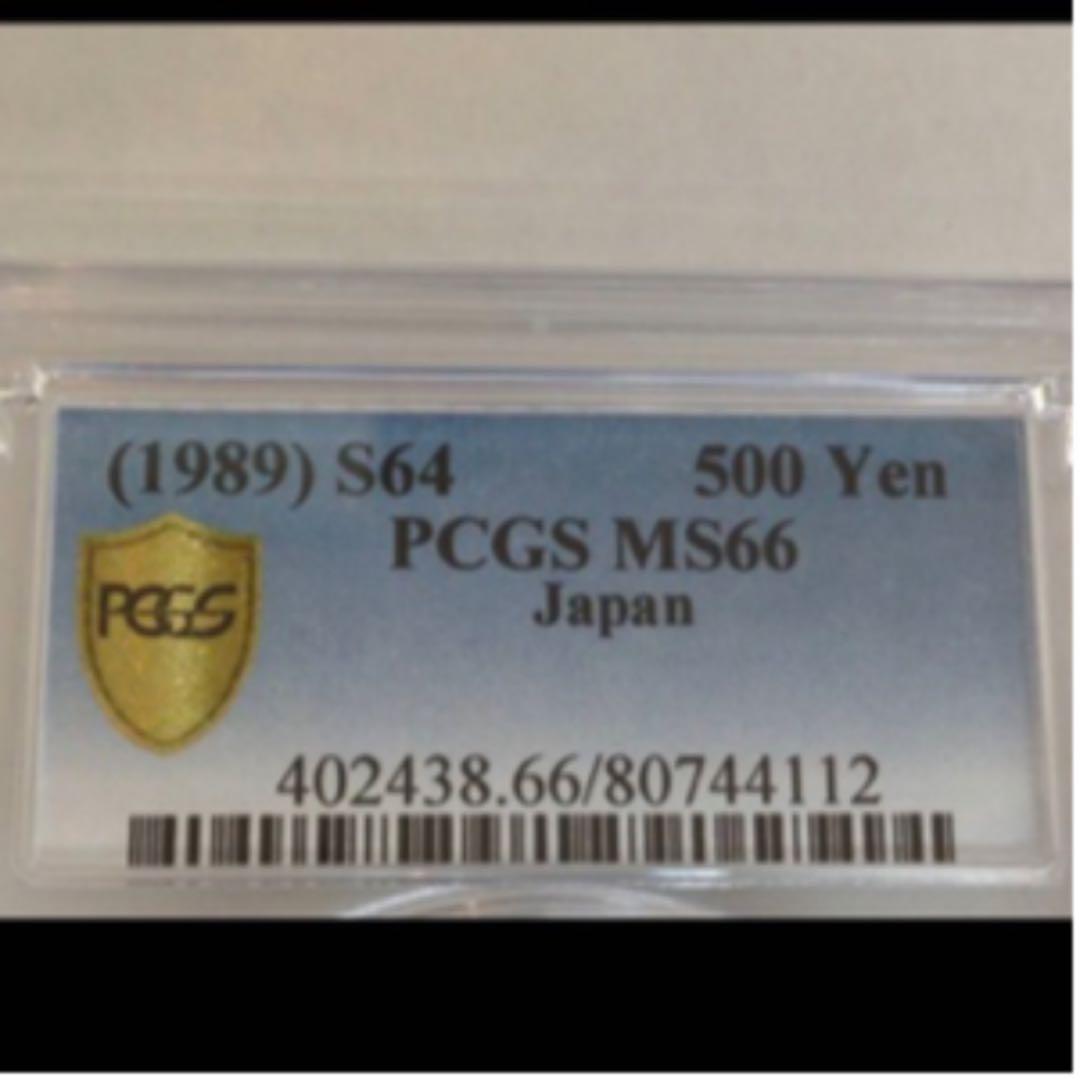 (1989) S64 500 Yen
PCGS MS66
Japan
PCGS
402438.66/80744112